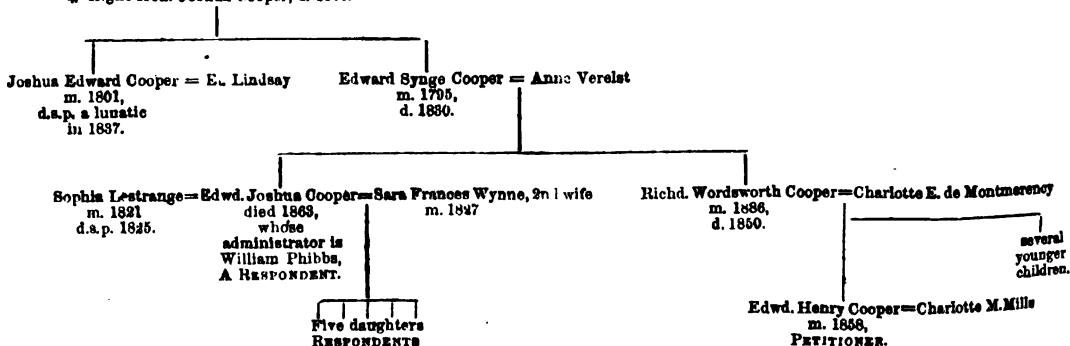 Joshua Edward Cooper = E. Lindsay
m. 1801,
d.s.p. a lunatic
in 1837.
Edward Synge Cooper = Anne Verelst
m. 1795,
d. 1830.
Sophia Lestrange=Edwd. Joshua Cooper=Sara Frances Wynne, 2nd wife
m. 1821
d.s.p. 1825.
died 1863,
whose
administrator is
William Phibbs,
A RESPONDENT.
m. 1827
Richd. Wordsworth Cooper=Charlotte E. de Montmerency
m. 1886,
d. 1850.
several
younger
children.
Five daughters
RESPONDENTS
Edwd. Henry Cooper=Charlotte M. Mills
m. 1858,
PETITIONER.